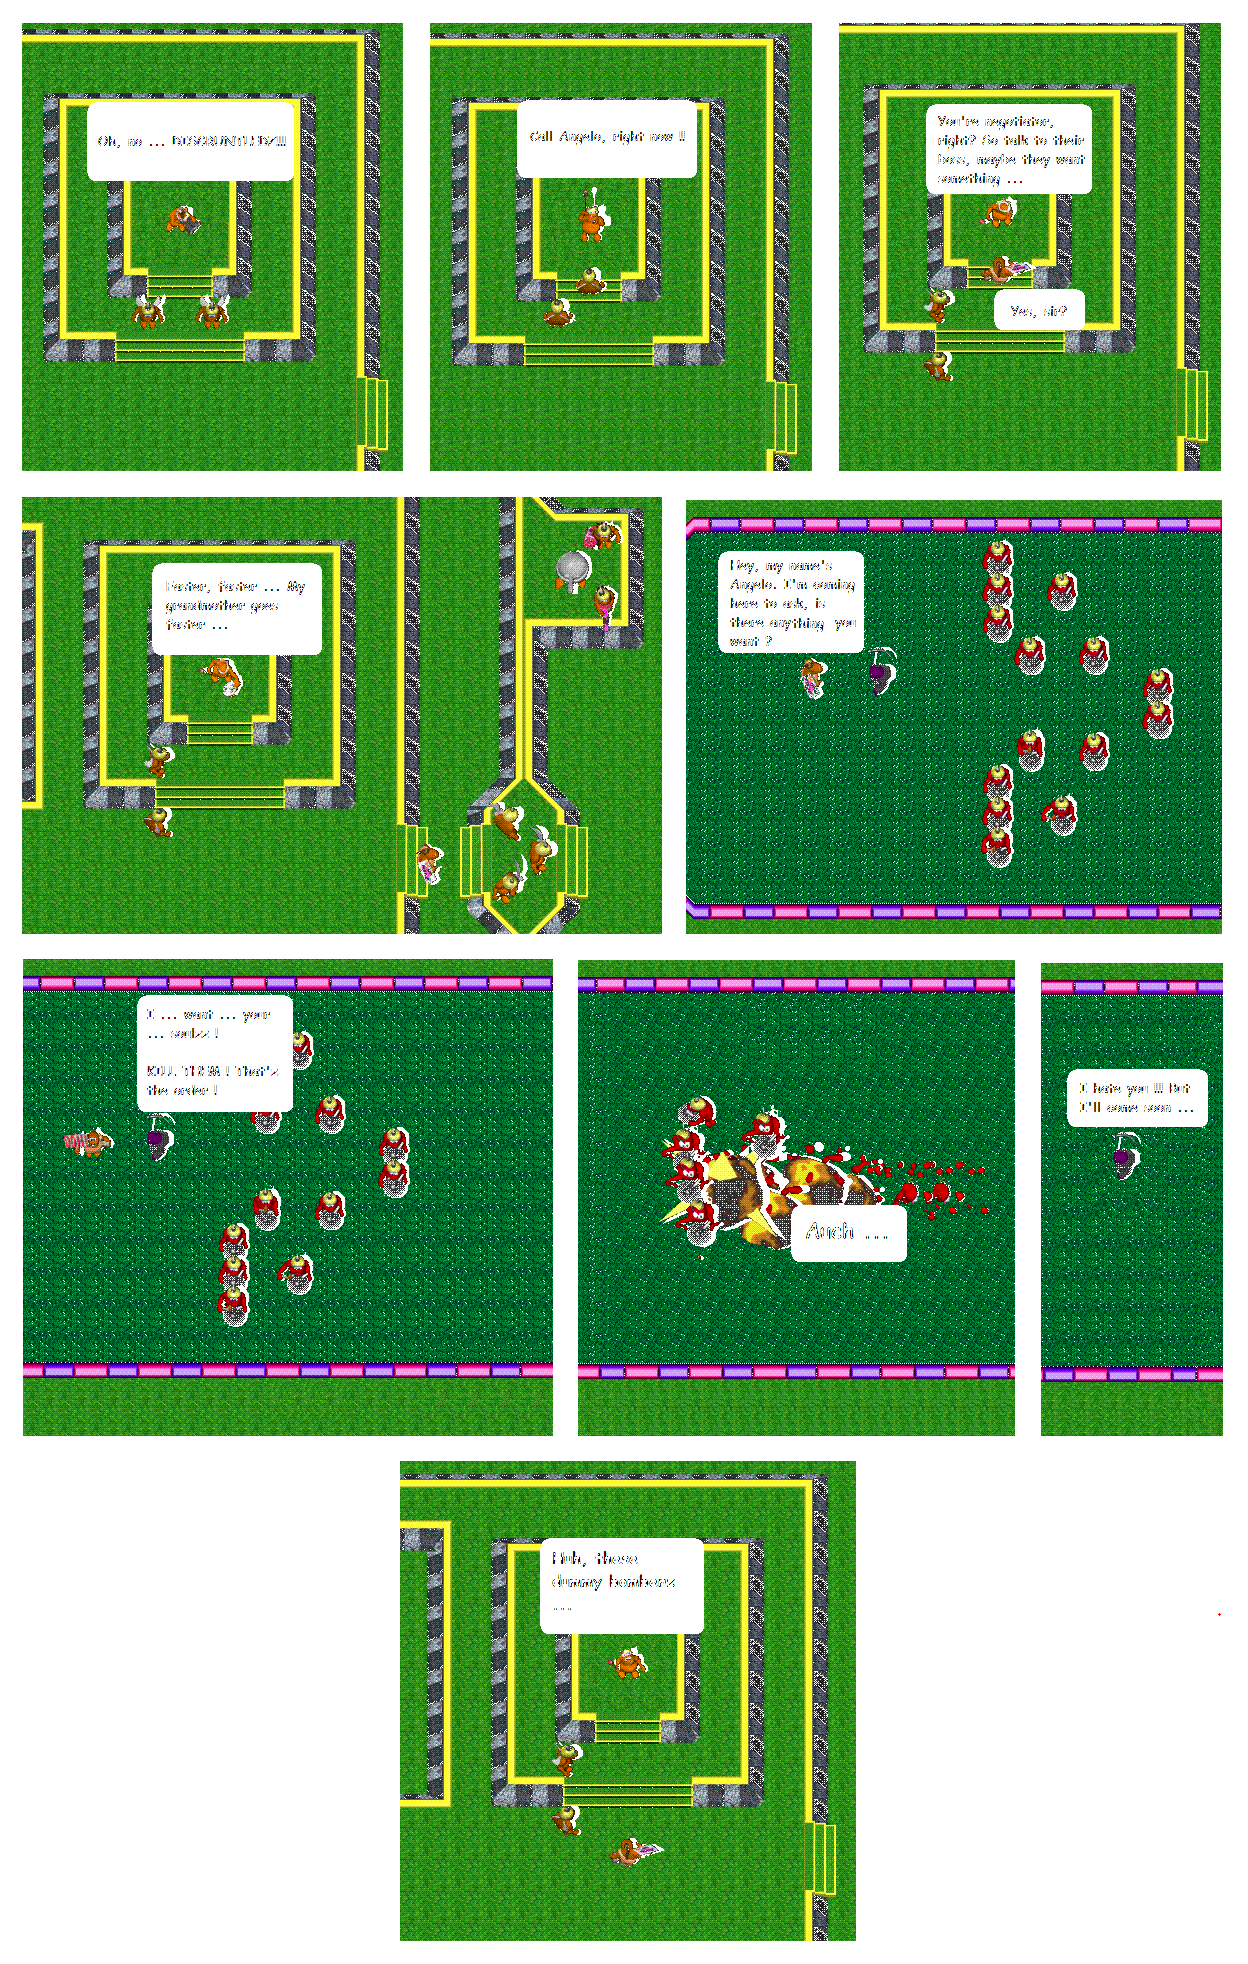 Oh, no ... DISGRUNTLEDZ!!!
Call Angelo, right now !!
You're negotiator,
right? Go talk to their
boss, maybe they want
something ...
Yes, sir?
Faster, faster ... My
grandmother goes
faster ...
Hey, my name's
Angelo. I'm coming
here to ask, is
there anything you
want ?
I ... want ... your
... soulzz !
KILL THEM ! That'z
the order !
Auch ...
I hate you !!! But
I'll come soon ...
Huh, these
dummy bomberz
...